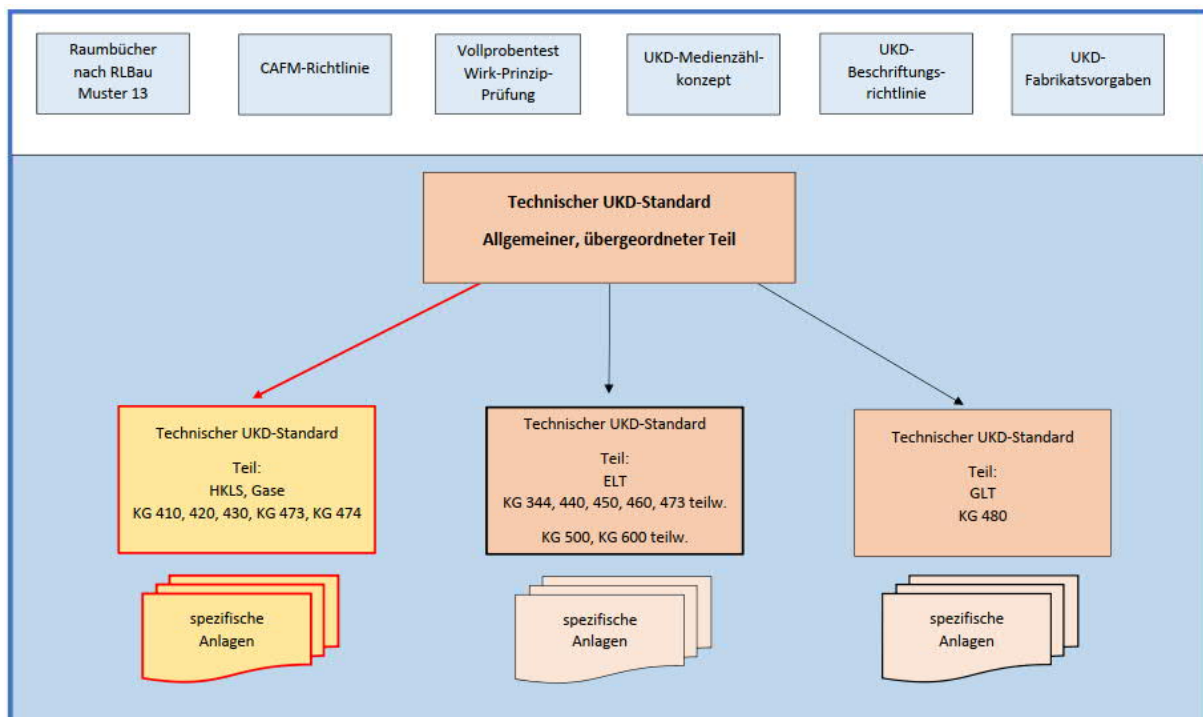 Raumbücher
nach RLBau
Muster 13
CAFM-Richtlinie
Vollprobentest
Wirk-Prinzip-
Prüfung
UKD-Medienzähl-
konzept
UKD-
Beschriftungs-
richtlinie
UKD-
Fabrikatsvorgaben
Technischer UKD-Standard
Allgemeiner, übergeordneter Teil
Technischer UKD-Standard
Teil:
HKLS, Gase
KG 410, 420, 430, KG 473, KG 474
Technischer UKD-Standard
Teil:
ELT
KG 344, 440, 450, 460, 473 teilw.
KG 500, KG 600 teilw.
Technischer UKD-Standard
Teil:
GLT
KG 480
spezifische
Anlagen
spezifische
Anlagen
spezifische
Anlagen